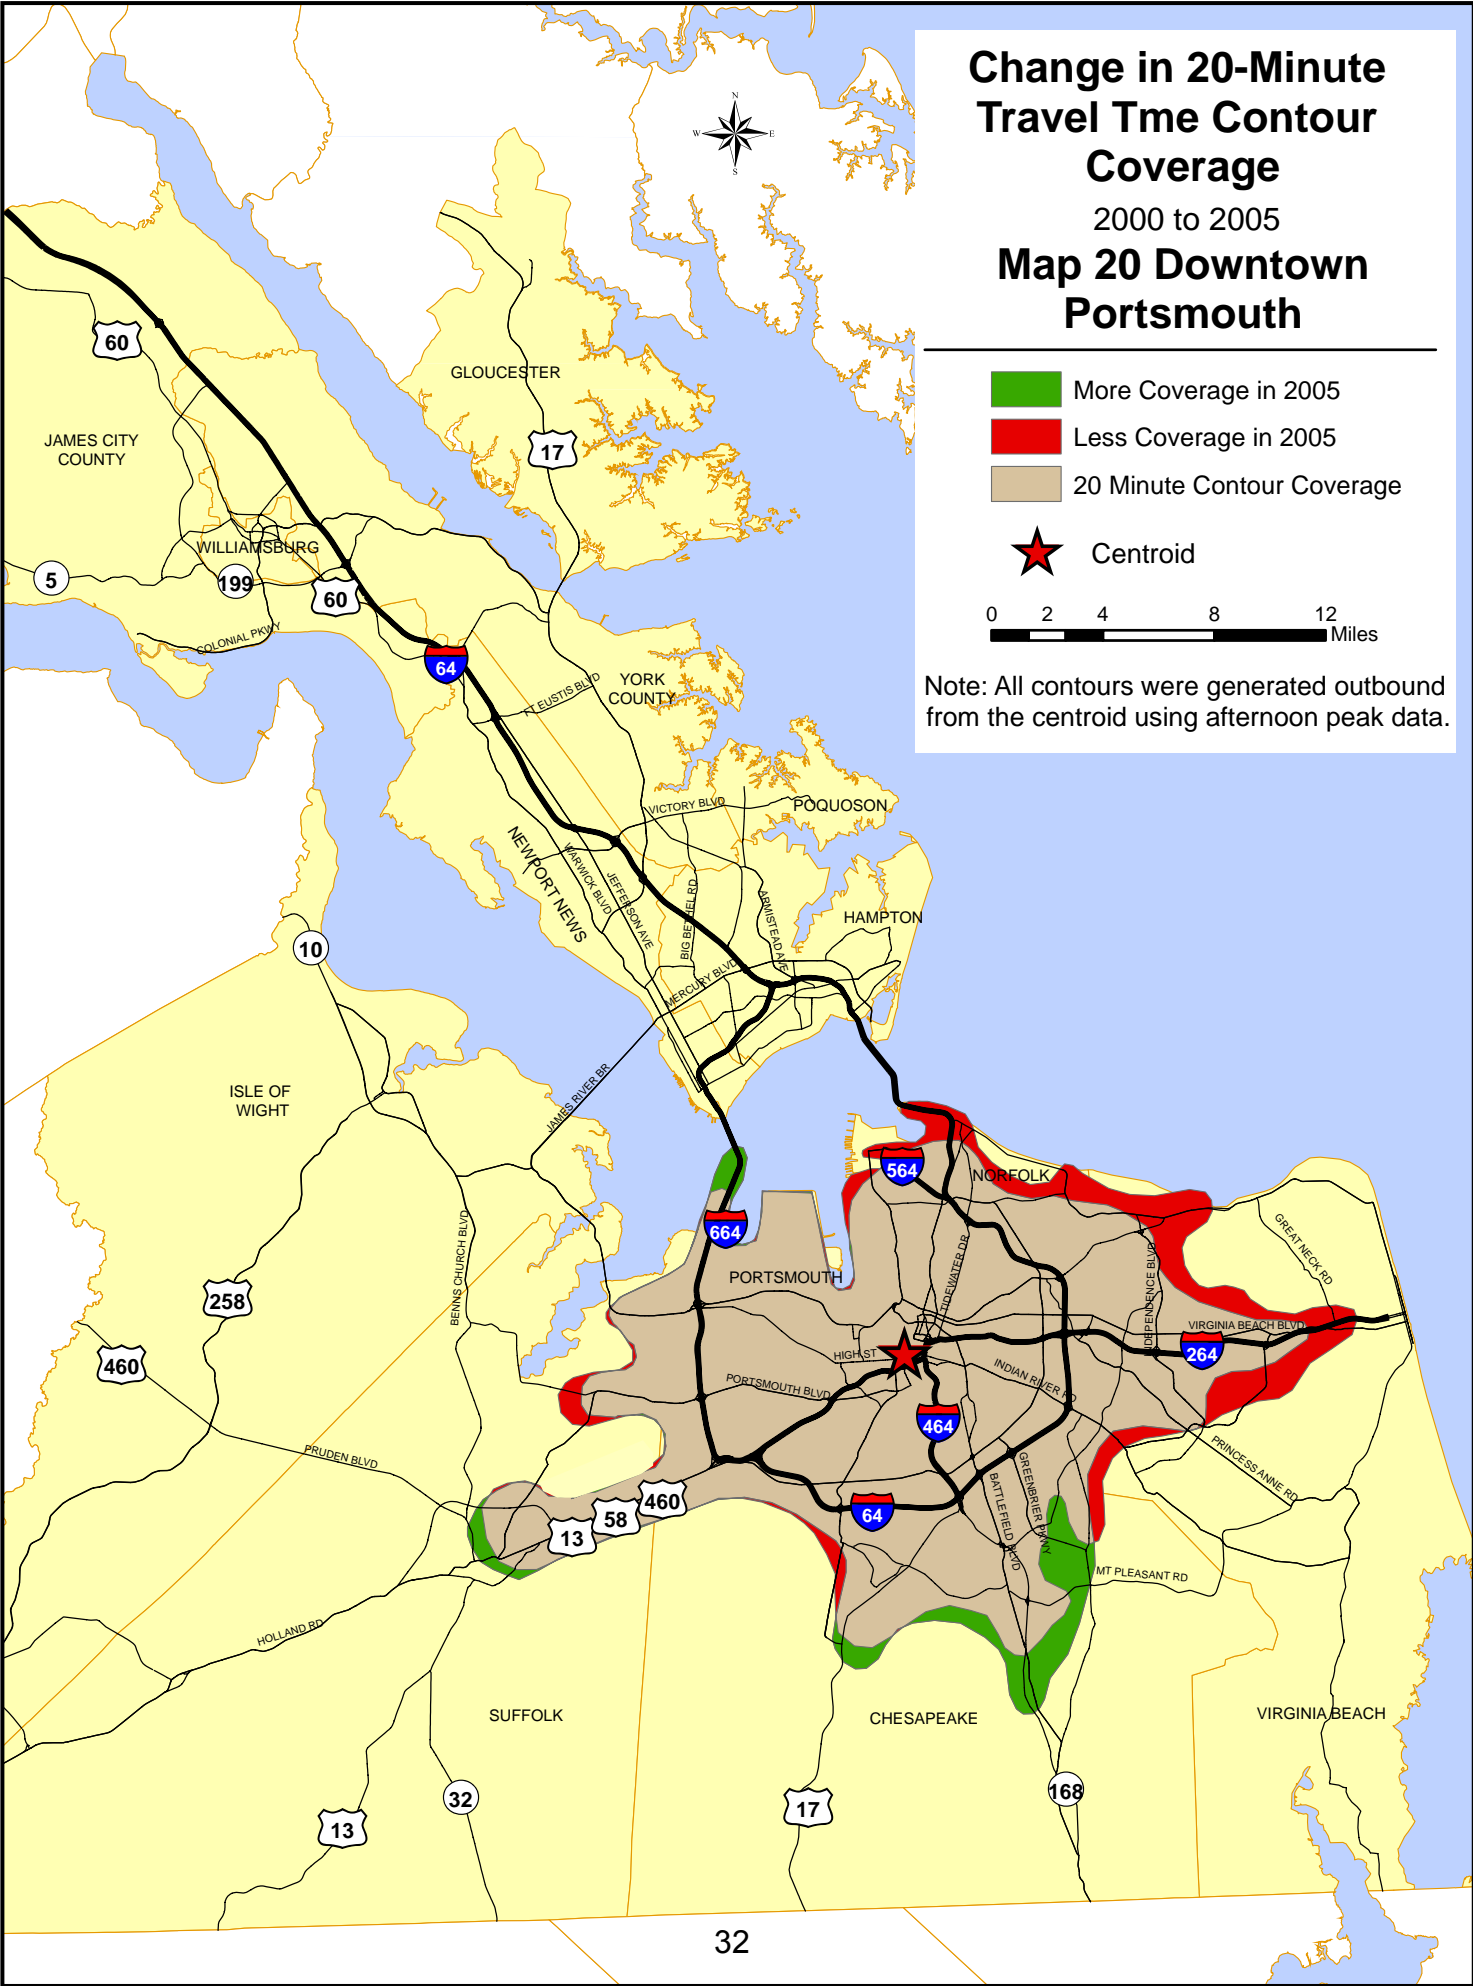 Change in 20-Minute
Travel Tme Contour
Coverage
2000 to 2005
Map 20 Downtown
Portsmouth
More Coverage in 2005
Less Coverage in 2005
20 Minute Contour Coverage
Centroid
0 2 4 8 12
Miles
Note: All contours were generated outbound
from the centroid using afternoon peak data.
N
W E
S
60
GLOUCESTER
JAMES CITY
COUNTY
17
WILLIAMSBURG
5
199
60
COLONIAL PKWY
64
FT EUSTIS BLVD
YORK
COUNTY
VICTORY BLVD
POQUOSON
NEWPORT NEWS
WARWICK BLVD
JEFFERSON AVE
BIG BETHEL RD
ARMISTEAD AVE
HAMPTON
10
MERCURY BLVD
ISLE OF
WIGHT
JAMES RIVER BR
564
NORFOLK
664
BENNS CHURCH BLVD
GREAT NECK RD
TIDEWATER DR
INDEPENDENCE BLVD
PORTSMOUTH
258
VIRGINIA BEACH BLVD
460
HIGH ST
264
INDIAN RIVER RD
PORTSMOUTH BLVD
464
PRUDEN BLVD
PRINCESS ANNE RD
GREENBRIER PKWY
BATTLEFIELD BLVD
460
58
13
64
MT PLEASANT RD
HOLLAND RD
SUFFOLK
CHESAPEAKE
VIRGINIA BEACH
32
17
168
13
32